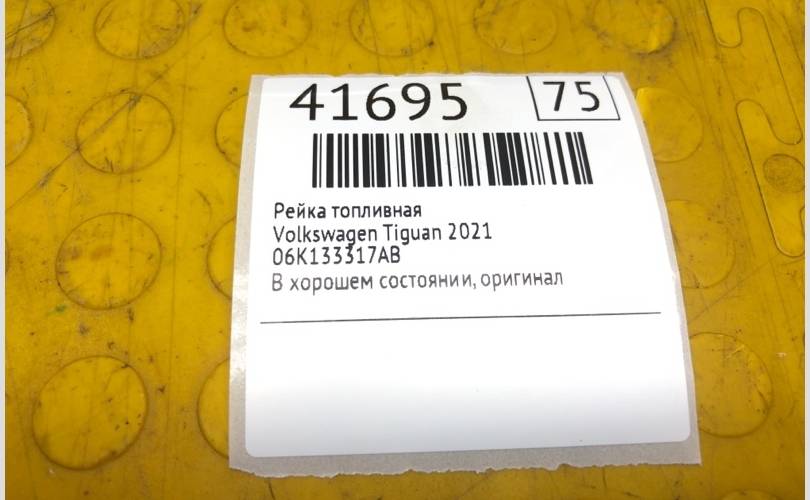 41695 75
Рейка топливная
Volkswagen Tiguan 2021
06K133317AB
В хорошем состоянии, оригинал